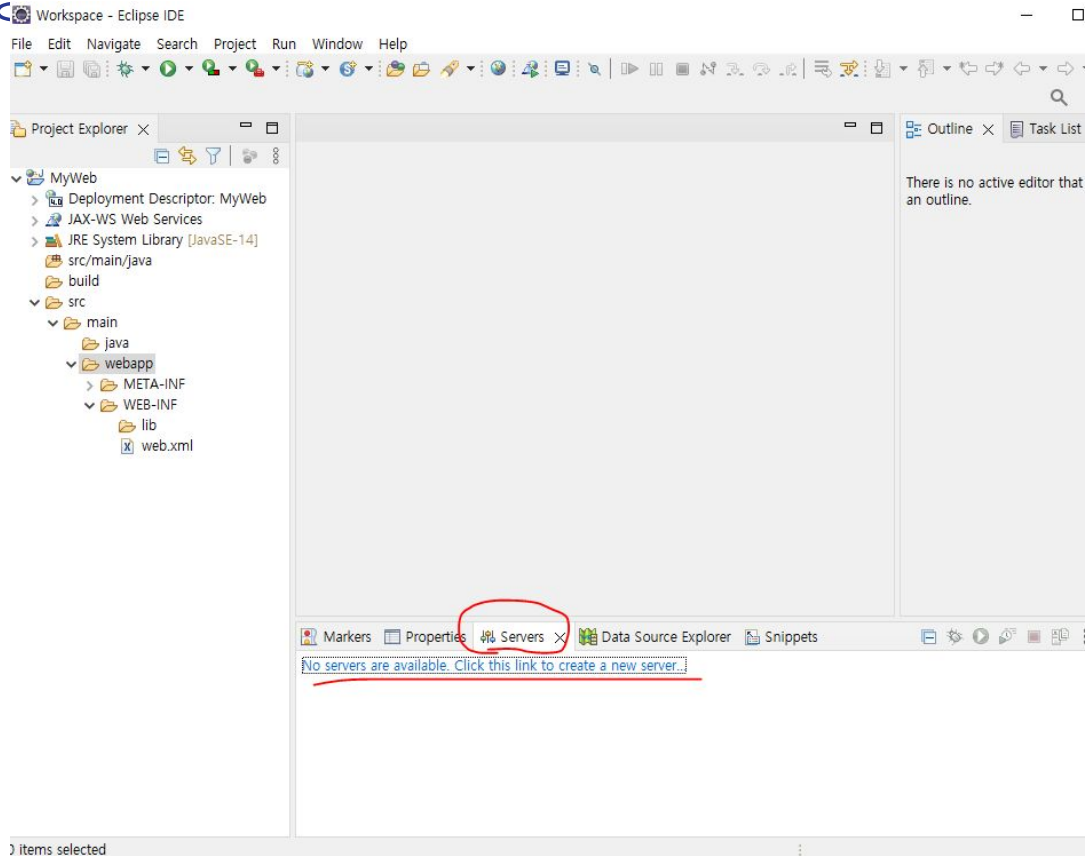 Workspace - Eclipse IDE
File Edit Navigate Search Project Run Window Help
Project Explorer
MyWeb
Deployment Descriptor: MyWeb
JAX-WS Web Services
JRE System Library [JavaSE-14]
src/main/java
build
src
main
java
webapp
META-INF
WEB-INF
lib
web.xml
Outline Task List
There is no active editor that
an outline.
Markers Properties Servers Data Source Explorer Snippets
No servers are available. Click this link to create a new server...
items selected